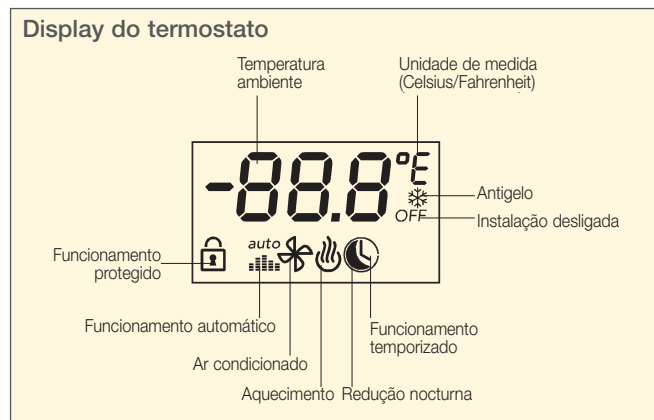 Display do termostato
Temperatura
ambiente
Unidade de medida
(Celsius/Fahrenheit)
-88.8°E
Antigelo
OFF
Instalação desligada
auto
Funcionamento
protegido
Funcionamento automático
Funcionamento
temporizado
Ar condicionado
Aquecimento
Redução nocturna